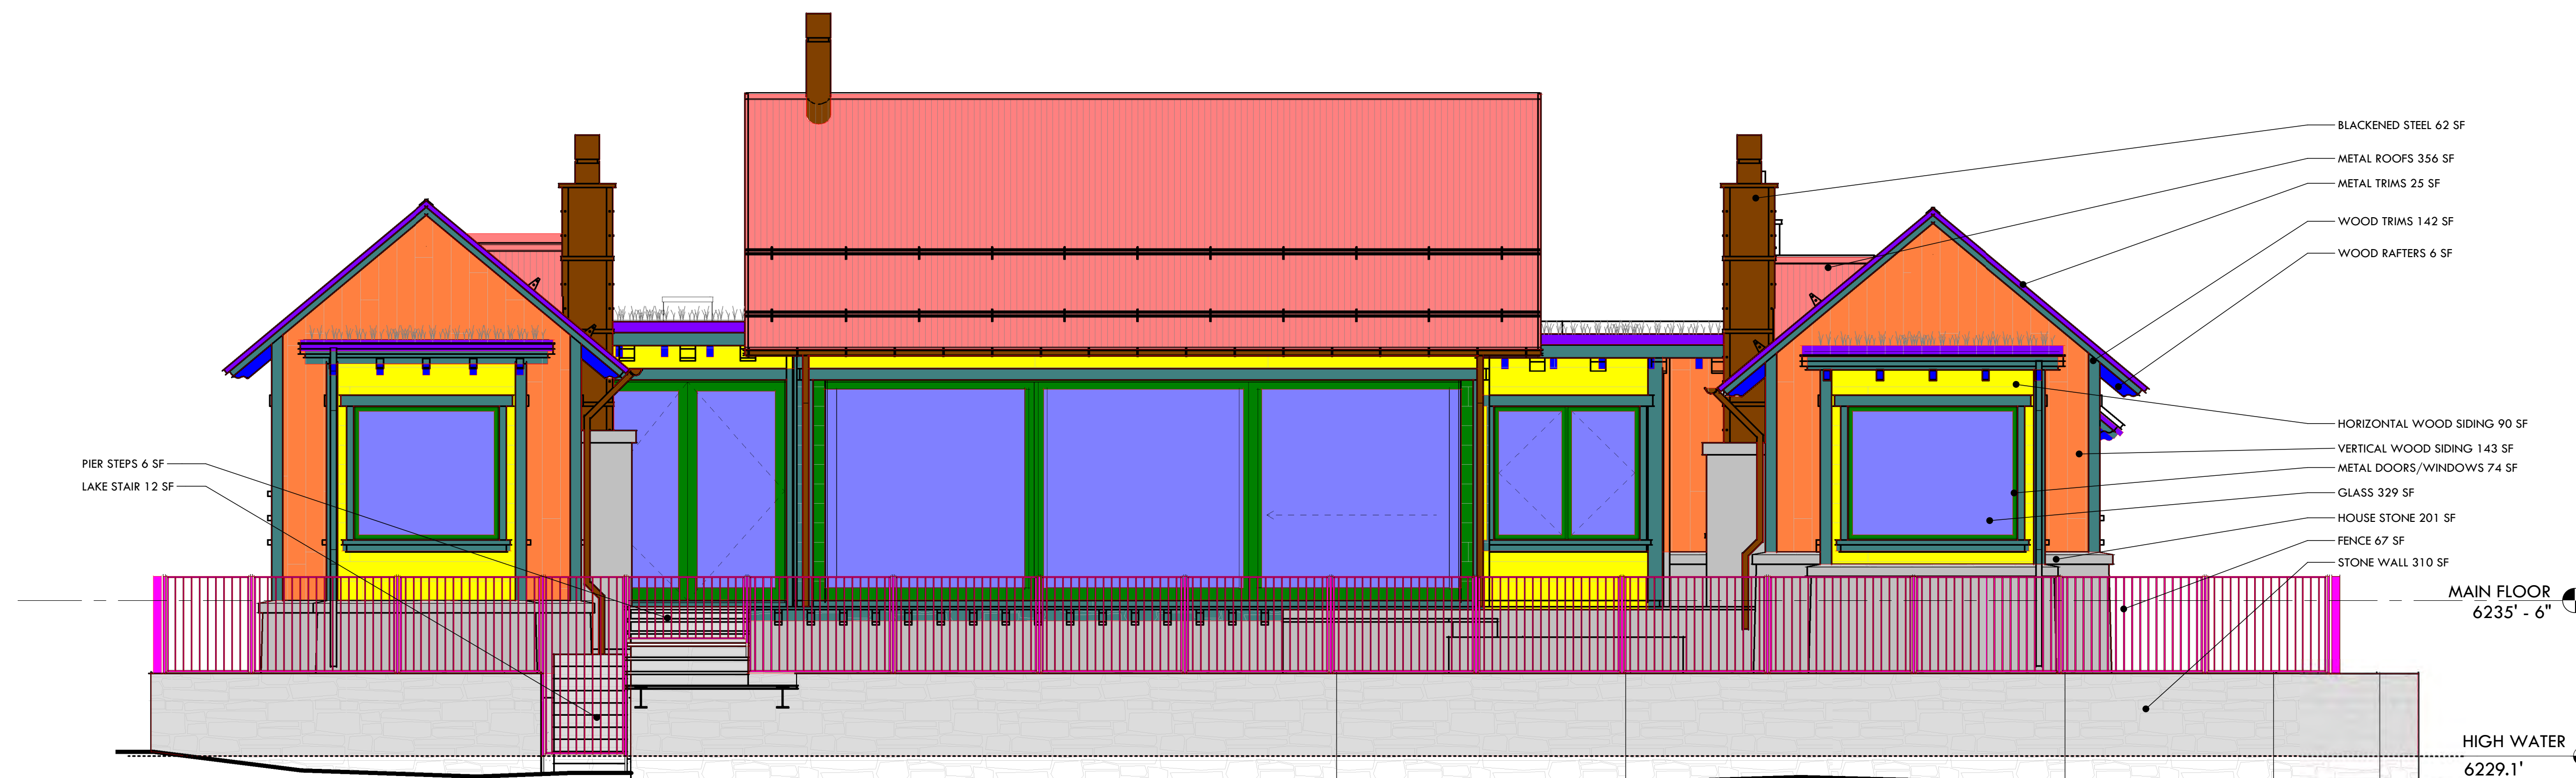 BLACKENED STEEL 62 SF
METAL ROOFS 356 SF
METAL TRIMS 25 SF
WOOD TRIMS 142 SF
WOOD RAFTERS 6 SF
HORIZONTAL WOOD SIDING 90 SF
VERTICAL WOOD SIDING 143 SF
PIER STEPS 6 SF
METAL DOORS/WINDOWS 74 SF
LAKE STAIR 12 SF
GLASS 329 SF
HOUSE STONE 201 SF
FENCE 67 SF
STONE WALL 310 SF
MAIN FLOOR
6235' - 6"
HIGH WATER
6229.1'